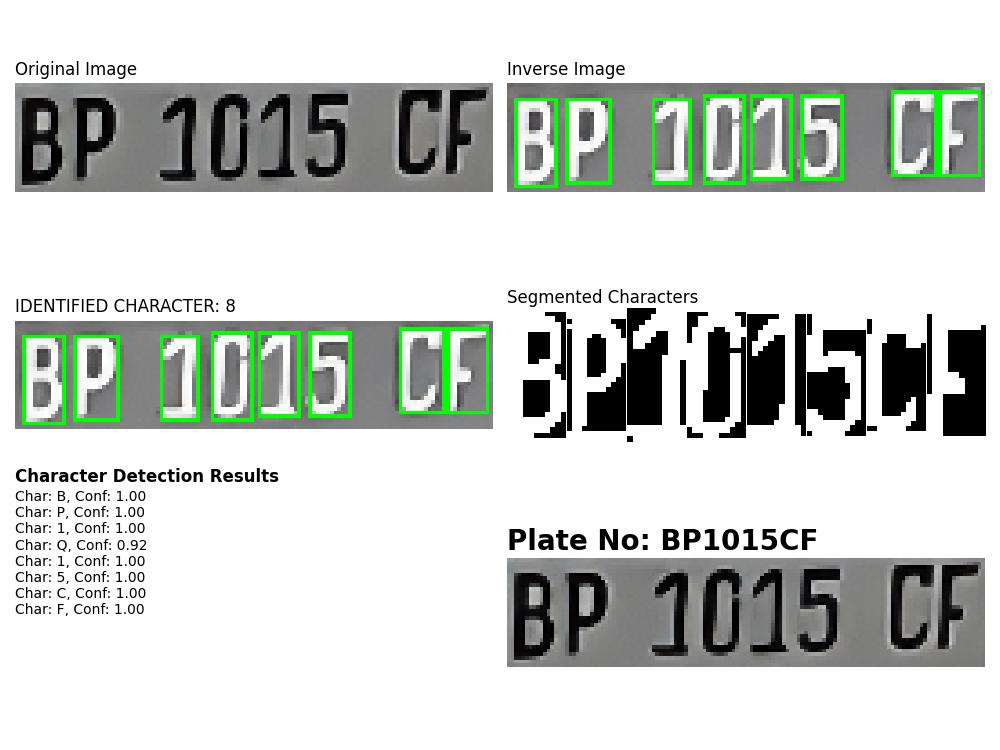 Original Image
BP 1015 CF
Inverse Image
BP 1015 CF
IDENTIFIED CHARACTER: 8
BP 1015 CF
Segmented Characters
BP1015CF
Character Detection Results
Char: B, Conf: 1.00
Char: P, Conf: 1.00
Char: 1, Conf: 1.00
Char: Q, Conf: 0.92
Char: 1, Conf: 1.00
Char: 5, Conf: 1.00
Char: C, Conf: 1.00
Char: F, Conf: 1.00
Plate No: BP1015CF
BP 1015 CF